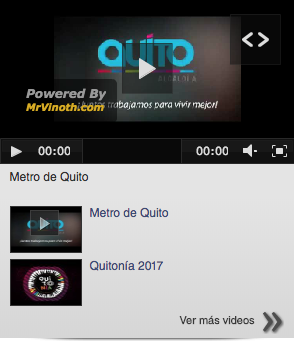 QUITO
ALCALDÍA
Powered By
MrVinoth.com
¡Juntos trabajamos para vivir mejor!
00:00
00:00
Metro de Quito
Metro de Quito
Quitonía 2017
Ver más videos